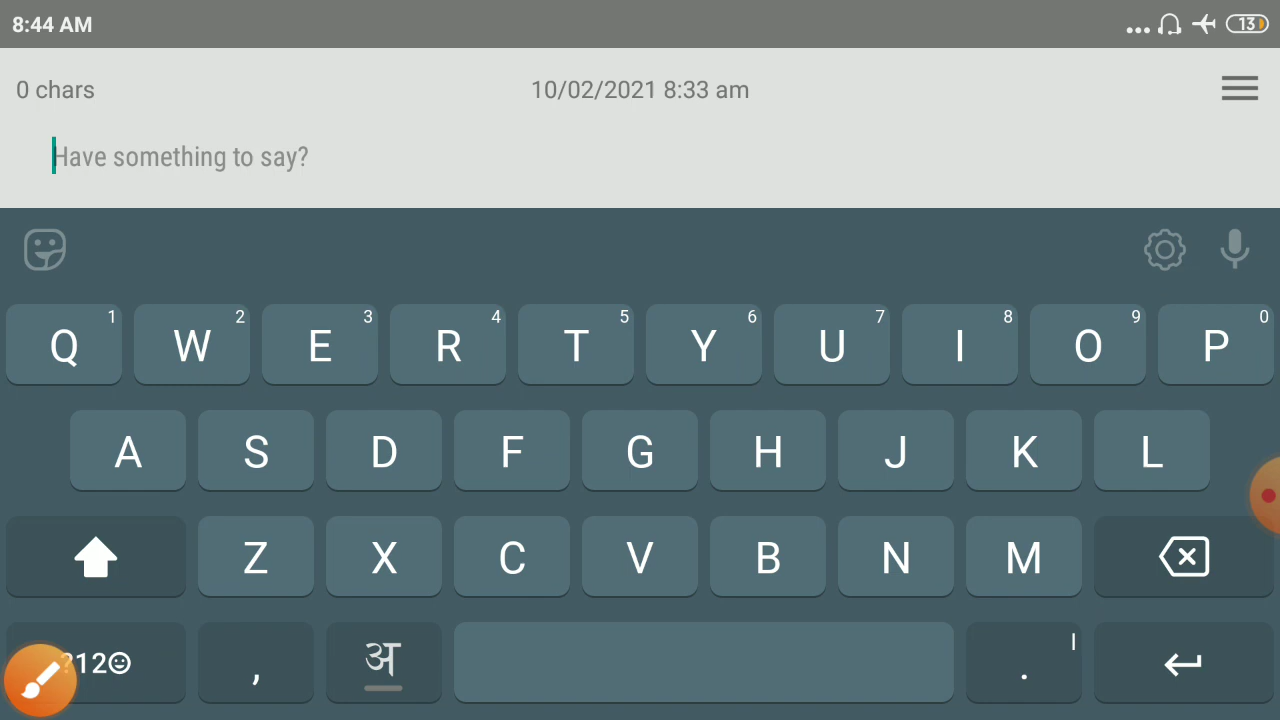 8:44 AM
13
0 chars
10/02/2021 8:33 am
Have something to say?
Q 1 W 2 E 3 R 4 T 5 Y 6 U 7 I 8 O 9 P 0
A S D F G H J K L
Z X C V B N M
?12 , अ . |